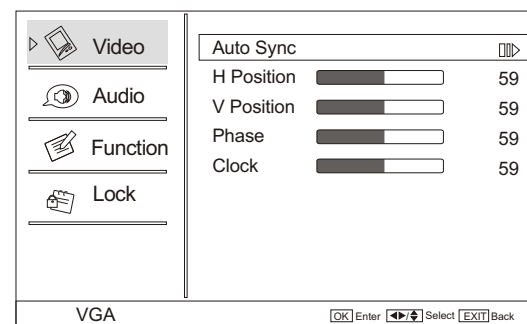 Video
Audio
Function
Lock
Auto Sync
H Position 59
V Position 59
Phase 59
Clock 59
VGA
OK Enter ◀▶/▲▼ Select EXIT Back